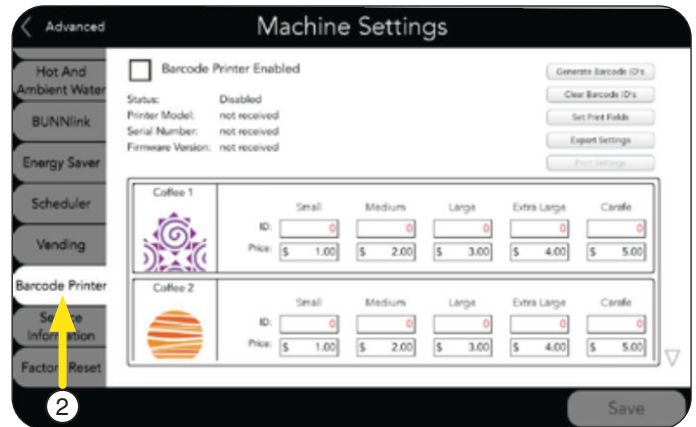 Advanced
Machine Settings
Hot And
Ambient Water
BUNNlink
Energy Saver
Scheduler
Vending
Barcode Printer
Service
Information
Factory Reset
2
Barcode Printer Enabled
Status: Disabled
Printer Model: not received
Serial Number: not received
Firmware Version: not received
Generate Barcode ID's
Clear Barcode ID's
Set Print Fields
Export Settings
Print Settings
Coffee 1
Small Medium Large Extra Large Carafe
ID: 0 0 0 0 0
Price: $ 1.00 $ 2.00 $ 3.00 $ 4.00 $ 5.00
Coffee 2
Small Medium Large Extra Large Carafe
ID: 0 0 0 0 0
Price: $ 1.00 $ 2.00 $ 3.00 $ 4.00 $ 5.00
Save